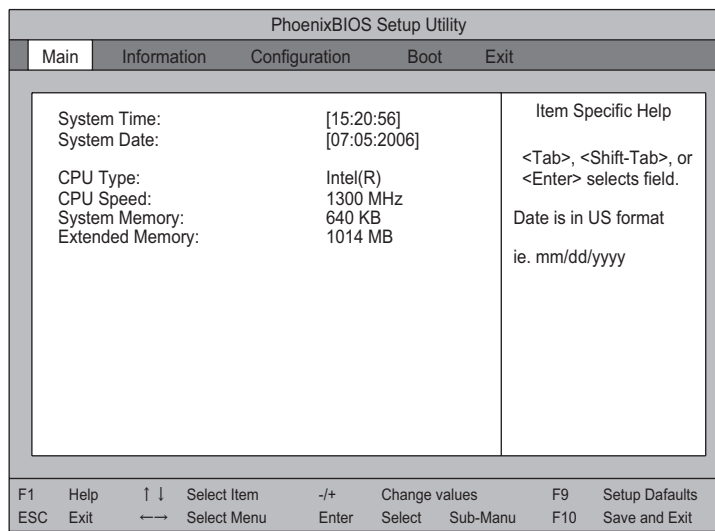 PhoenixBIOS Setup Utility
Main Information Configuration Boot Exit
System Time: [15:20:56]
System Date: [07:05:2006]
CPU Type: Intel(R)
CPU Speed: 1300 MHz
System Memory: 640 KB
Extended Memory: 1014 MB
Item Specific Help
<Tab>, <Shift-Tab>, or
<Enter> selects field.
Date is in US format
ie. mm/dd/yyyy
F1 Help ↑↓ Select Item -/+ Change values F9 Setup Dafaults
ESC Exit ←→ Select Menu Enter Select Sub-Manu F10 Save and Exit